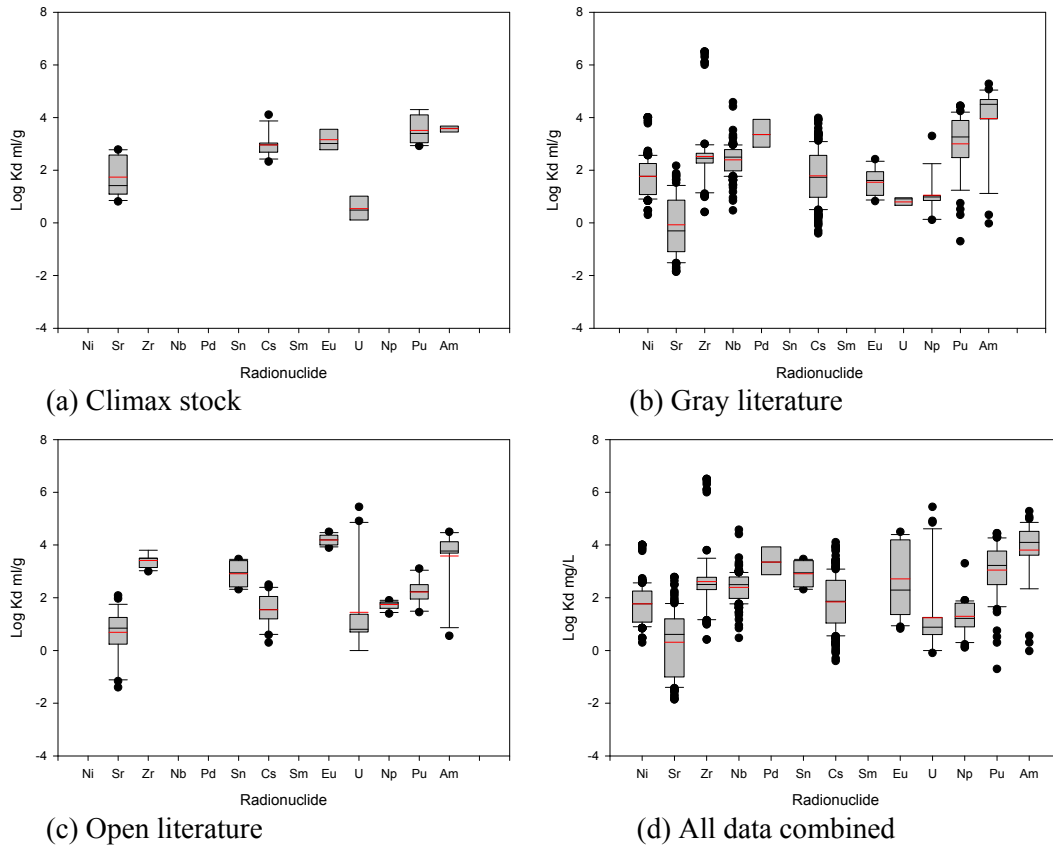 8
6
4
2
0
-2
-4
Log Kd ml/g
Ni Sr Zr Nb Pd Sn Cs Sm Eu U Np Pu Am
Radionuclide
(a) Climax stock
8
6
4
2
0
-2
-4
Log Kd ml/g
Ni Sr Zr Nb Pd Sn Cs Sm Eu U Np Pu Am
Radionuclide
(b) Gray literature
8
6
4
2
0
-2
-4
Log Kd ml/g
Ni Sr Zr Nb Pd Sn Cs Sm Eu U Np Pu Am
Radionuclide
(c) Open literature
8
6
4
2
0
-2
-4
Log Kd mg/L
Ni Sr Zr Nb Pd Sn Cs Sm Eu U Np Pu Am
Radionuclide
(d) All data combined